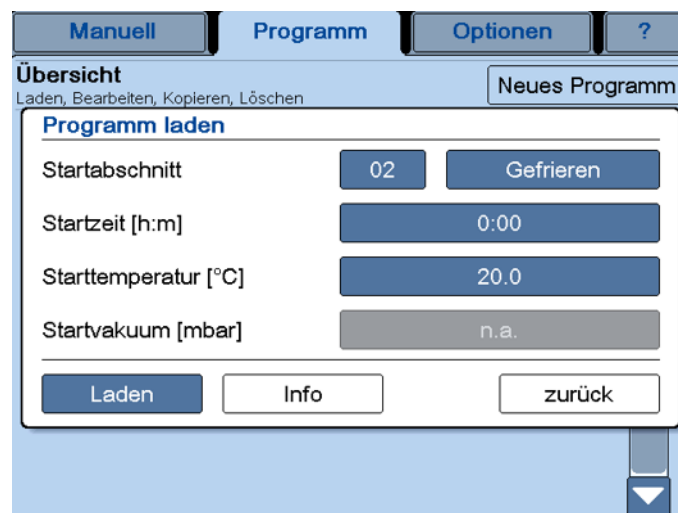 Manuell Programm Optionen ?
Übersicht Neues Programm
Laden, Bearbeiten, Kopieren, Löschen
Programm laden
Startabschnitt 02 Gefrieren
Startzeit [h:m] 0:00
Starttemperatur [°C] 20.0
Startvakuum [mbar] n.a.
Laden Info zurück